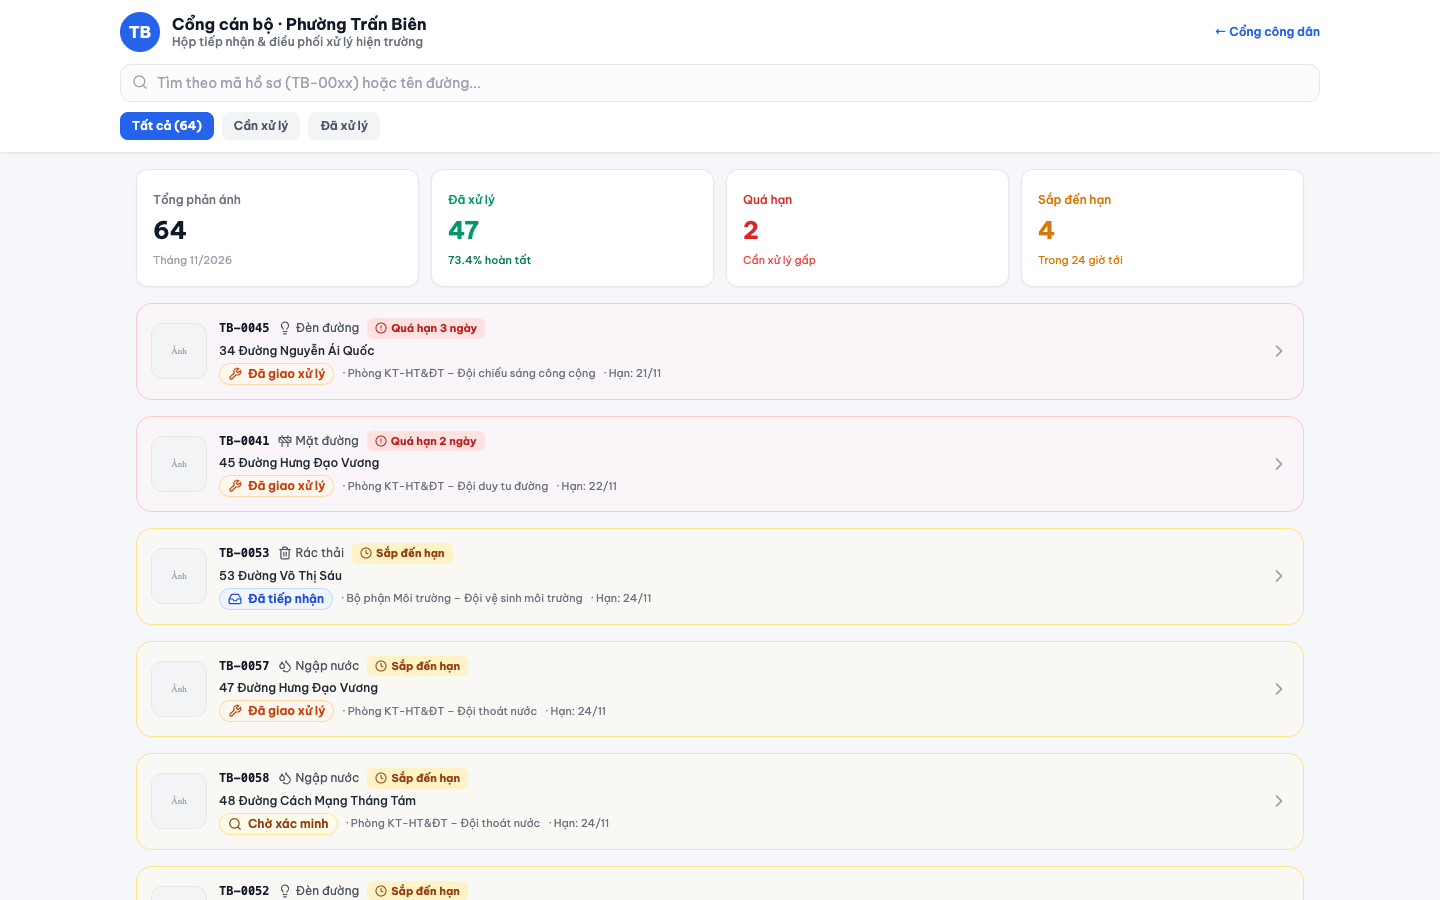 TB
Cổng cán bộ · Phường Trấn Biên
Hộp tiếp nhận & điều phối xử lý hiện trường
← Cổng công dân
Tìm theo mã hồ sơ (TB-00xx) hoặc tên đường...
Tất cả (64)
Cần xử lý
Đã xử lý
Tổng phản ánh
64
Tháng 11/2026
Đã xử lý
47
73.4% hoàn tất
Quá hạn
2
Cần xử lý gấp
Sắp đến hạn
4
Trong 24 giờ tới
Ảnh
TB-0045 Đèn đường Quá hạn 3 ngày
34 Đường Nguyễn Ái Quốc
Đã giao xử lý · Phòng KT-HT&ĐT – Đội chiếu sáng công cộng · Hạn: 21/11
Ảnh
TB-0041 Mặt đường Quá hạn 2 ngày
45 Đường Hưng Đạo Vương
Đã giao xử lý · Phòng KT-HT&ĐT – Đội duy tu đường · Hạn: 22/11
Ảnh
TB-0053 Rác thải Sắp đến hạn
53 Đường Võ Thị Sáu
Đã tiếp nhận · Bộ phận Môi trường – Đội vệ sinh môi trường · Hạn: 24/11
Ảnh
TB-0057 Ngập nước Sắp đến hạn
47 Đường Hưng Đạo Vương
Đã giao xử lý · Phòng KT-HT&ĐT – Đội thoát nước · Hạn: 24/11
Ảnh
TB-0058 Ngập nước Sắp đến hạn
48 Đường Cách Mạng Tháng Tám
Chờ xác minh · Phòng KT-HT&ĐT – Đội thoát nước · Hạn: 24/11
TB-0052 Đèn đường Sắp đến hạn
Ảnh